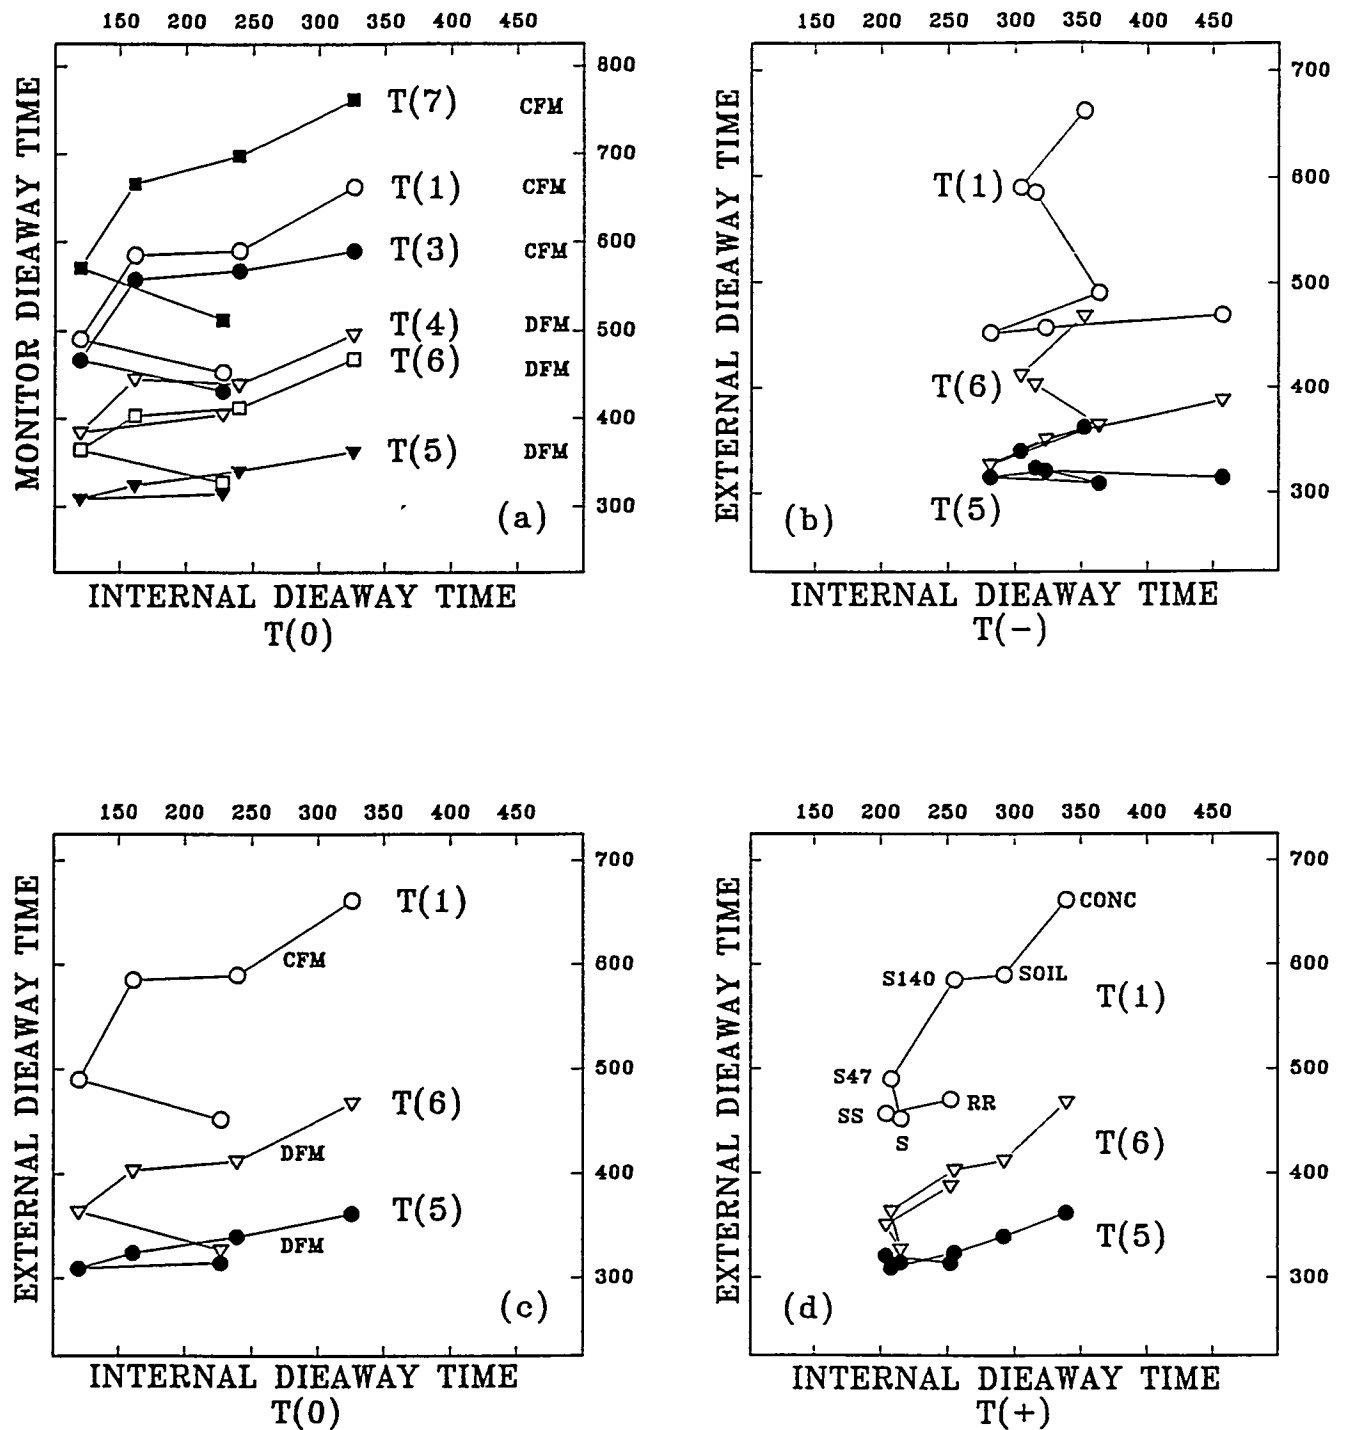 150 200 250 300 350 400 450
MONITOR DIEAWAY TIME
800
700
600
500
400
300
T(7) CFM
T(1) CFM
T(3) CFM
T(4) DFM
T(6) DFM
T(5) DFM
(a)
INTERNAL DIEAWAY TIME
T(0)
150 200 250 300 350 400 450
EXTERNAL DIEAWAY TIME
700
600
500
400
300
T(1)
T(6)
T(5)
(b)
INTERNAL DIEAWAY TIME
T(-)
150 200 250 300 350 400 450
EXTERNAL DIEAWAY TIME
700
600
500
400
300
T(1)
CFM
T(6)
DFM
T(5)
DFM
(c)
INTERNAL DIEAWAY TIME
T(0)
150 200 250 300 350 400 450
EXTERNAL DIEAWAY TIME
700
600
500
400
300
CONC
S140 SOIL
T(1)
S47
SS RR
S
T(6)
T(5)
(d)
INTERNAL DIEAWAY TIME
T(+)